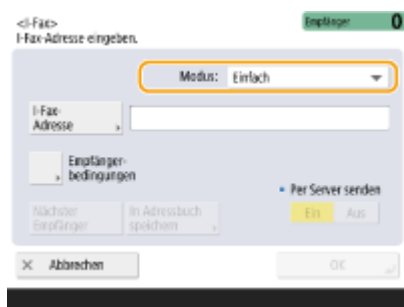 <I-Fax>
I-Fax-Adresse eingeben.
Empfänger 0
Modus: Einfach
I-Fax-
Adresse
Empfänger-
bedingungen
Per Server senden
Nächster
Empfänger
In Adressbuch
speichern
Ein Aus
Abbrechen
OK